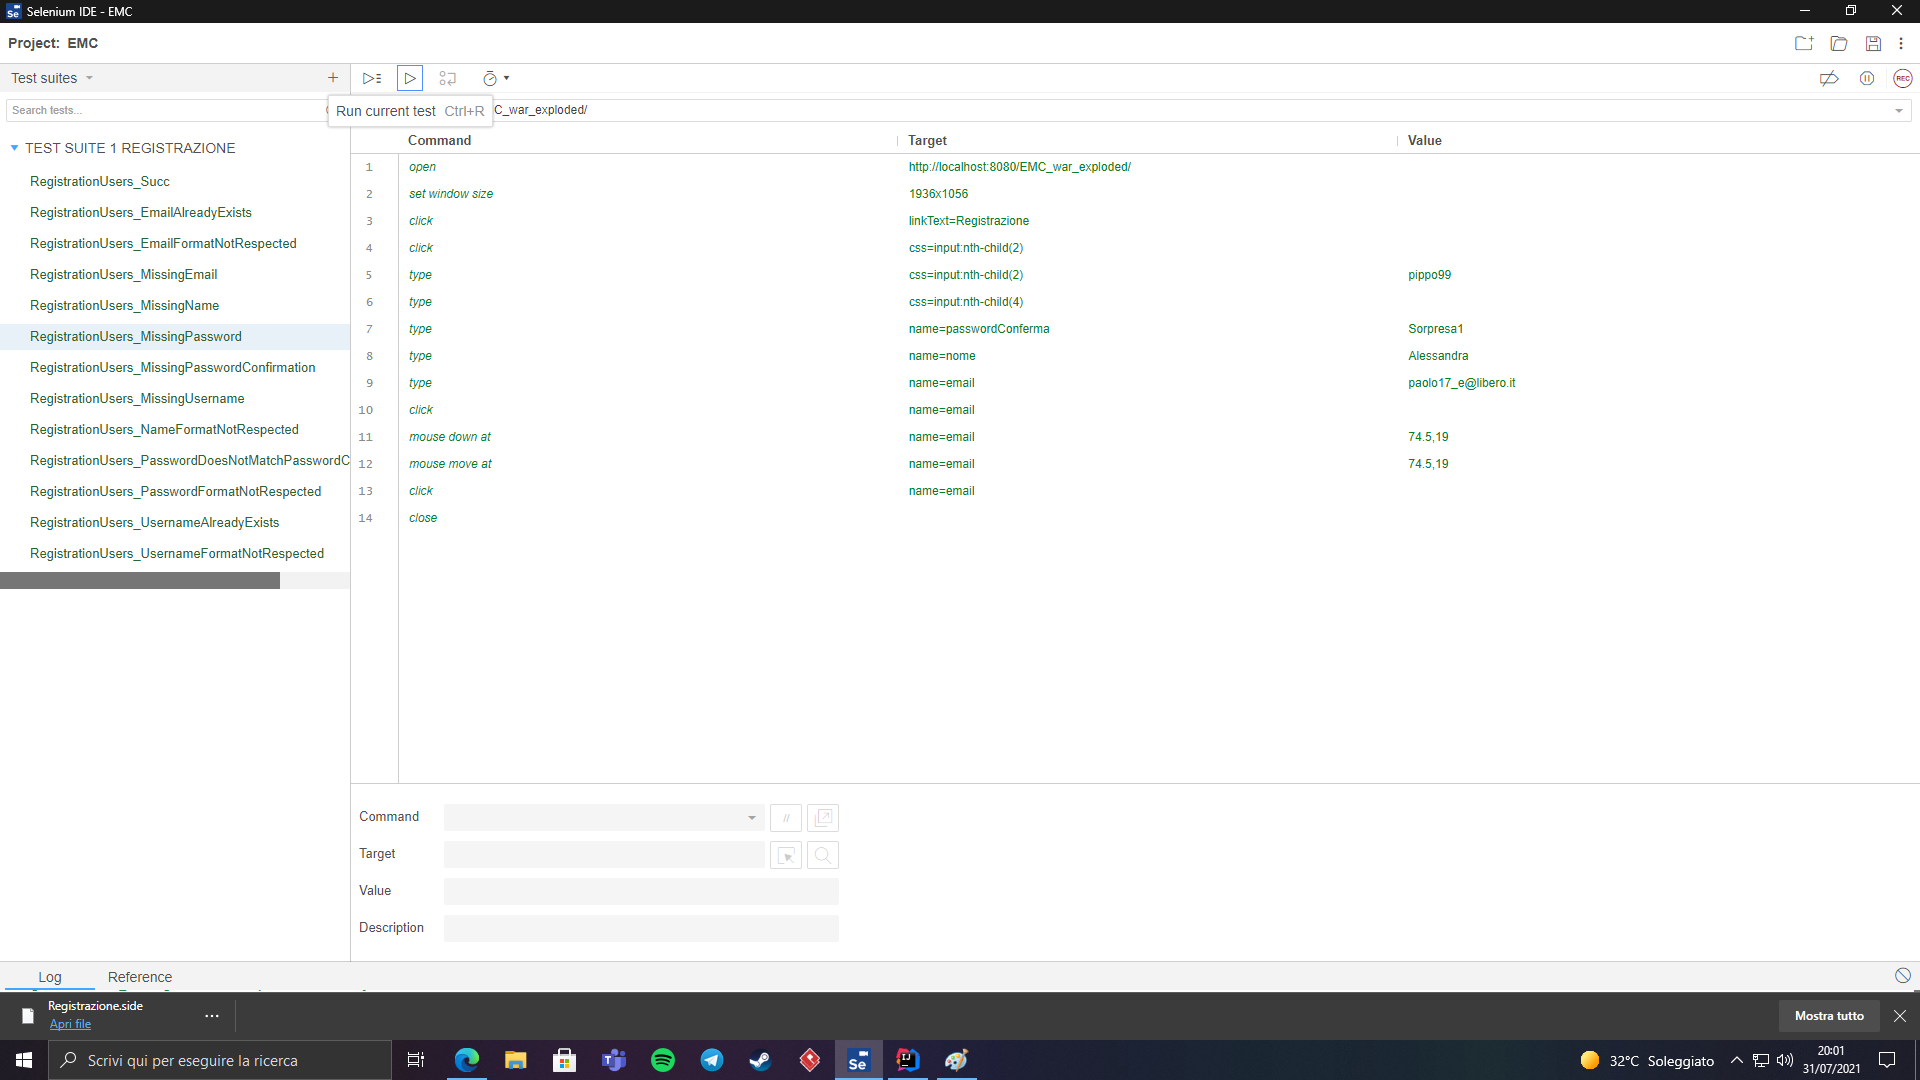 Selenium IDE - EMC
Project: EMC
Test suites
Search tests...
Run current test Ctrl+R
C_war_exploded/
REC
Command Target Value
TEST SUITE 1 REGISTRAZIONE
RegistrationUsers_Succ
RegistrationUsers_EmailAlreadyExists
RegistrationUsers_EmailFormatNotRespected
RegistrationUsers_MissingEmail
RegistrationUsers_MissingName
RegistrationUsers_MissingPassword
RegistrationUsers_MissingPasswordConfirmation
RegistrationUsers_MissingUsername
RegistrationUsers_NameFormatNotRespected
RegistrationUsers_PasswordDoesNotMatchPasswordC
RegistrationUsers_PasswordFormatNotRespected
RegistrationUsers_UsernameAlreadyExists
RegistrationUsers_UsernameFormatNotRespected
1 open http://localhost:8080/EMC_war_exploded/
2 set window size 1936x1056
3 click linkText=Registrazione
4 click css=input:nth-child(2)
5 type css=input:nth-child(2) pippo99
6 type css=input:nth-child(4)
7 type name=passwordConferma Sorpresa1
8 type name=nome Alessandra
9 type name=email paolo17_e@libero.it
10 click name=email
11 mouse down at name=email 74.5,19
12 mouse move at name=email 74.5,19
13 click name=email
14 close
Command //
Target
Value
Description
Log Reference
Registrazione.side
Apri file
...
Mostra tutto
Scrivi qui per eseguire la ricerca
32°C Soleggiato
20:01
31/07/2021